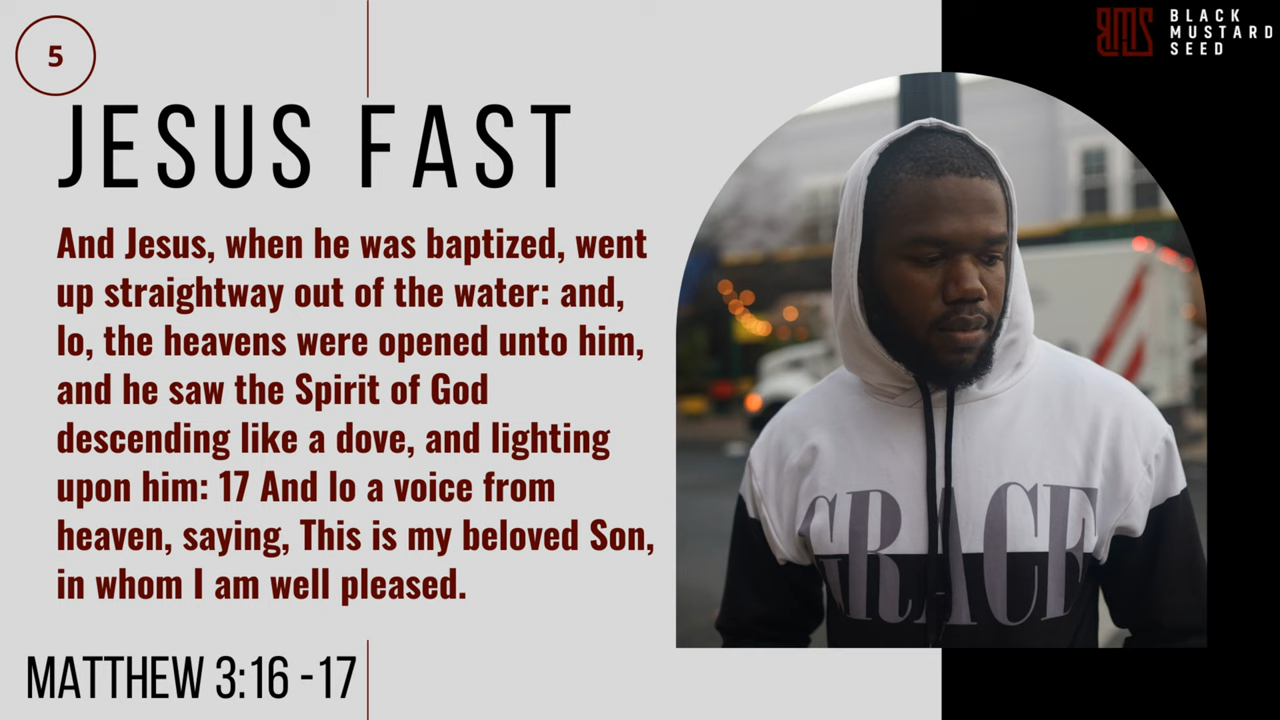 5
BMS BLACK
MUSTARD
SEED
JESUS FAST
And Jesus, when he was baptized, went
up straightway out of the water: and,
lo, the heavens were opened unto him,
and he saw the Spirit of God
descending like a dove, and lighting
upon him: 17 And lo a voice from
heaven, saying, This is my beloved Son,
in whom I am well pleased.
GRACE
MATTHEW 3:16 -17